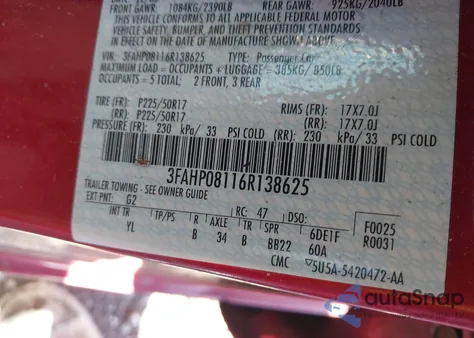 FRONT GAWR: 1084KG/2390LB REAR GAWR: 925KG/2040LB
THIS VEHICLE CONFORMS TO ALL APPLICABLE FEDERAL MOTOR
VEHICLE SAFETY, BUMPER, AND THEFT PREVENTION STANDARDS
IN EFFECT ON THE DATE OF MANUFACTURE SHOWN ABOVE.
VIN: 3FAHP08116R138625 TYPE: Passenger Car
MAXIMUM LOAD = OCCUPANTS + LUGGAGE = 385KG/ 850LB
OCCUPANTS = 5 TOTAL: 2 FRONT, 3 REAR
TIRE (FR): P225/50R17 RIMS (FR): 17X7.0J
(RR): P225/50R17 (RR): 17X7.0J
PRESSURE (FR): 230 kPa/ 33 PSI COLD (RR): 230 kPa/ 33 PSI COLD
3FAHP08116R138625
TRAILER TOWING - SEE OWNER GUIDE
EXT PNT: G2 RC: 47 DSO: F0025
INT TR TP/PS R AXLE TR SPR 6DE1F R0031
YL B 34 B BB22 60A
CMC 5U5A-5420472-AA
autoSnap